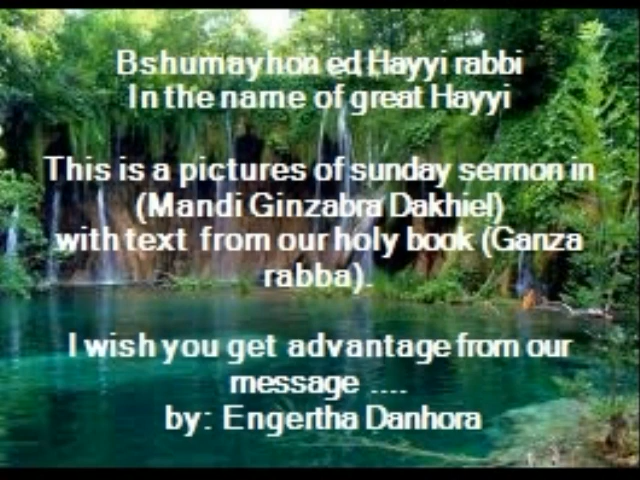 Bshumayhon ed Hayyi rabbi
In the name of great Hayyi
This is a pictures of sunday sermon in
(Mandi Ginzabra Dakhiel)
with text from our holy book (Ganza
rabba).
I wish you get advantage from our
message ....
by: Engertha Danhora